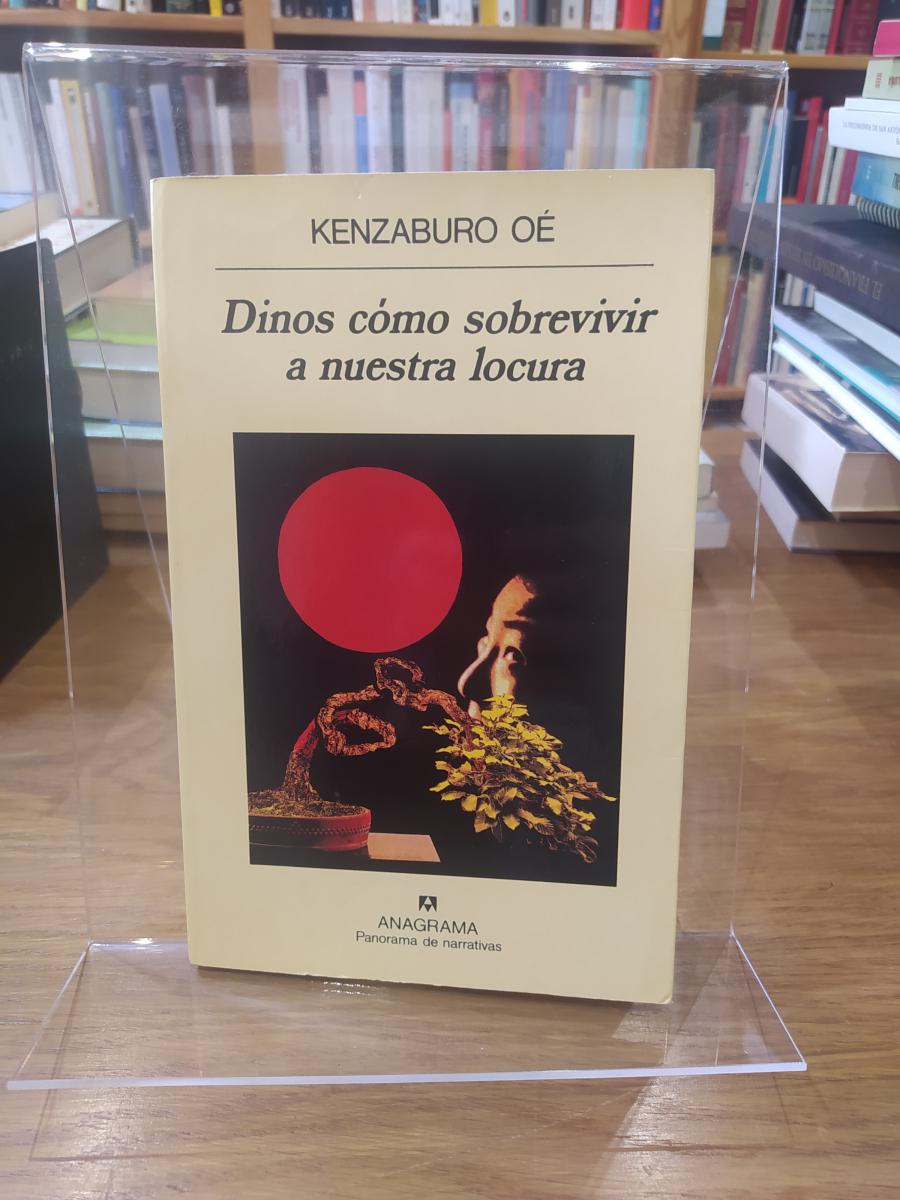 KENZABURO OÉ
Dinos cómo sobrevivir
a nuestra locura
ANAGRAMA
Panorama de narrativas